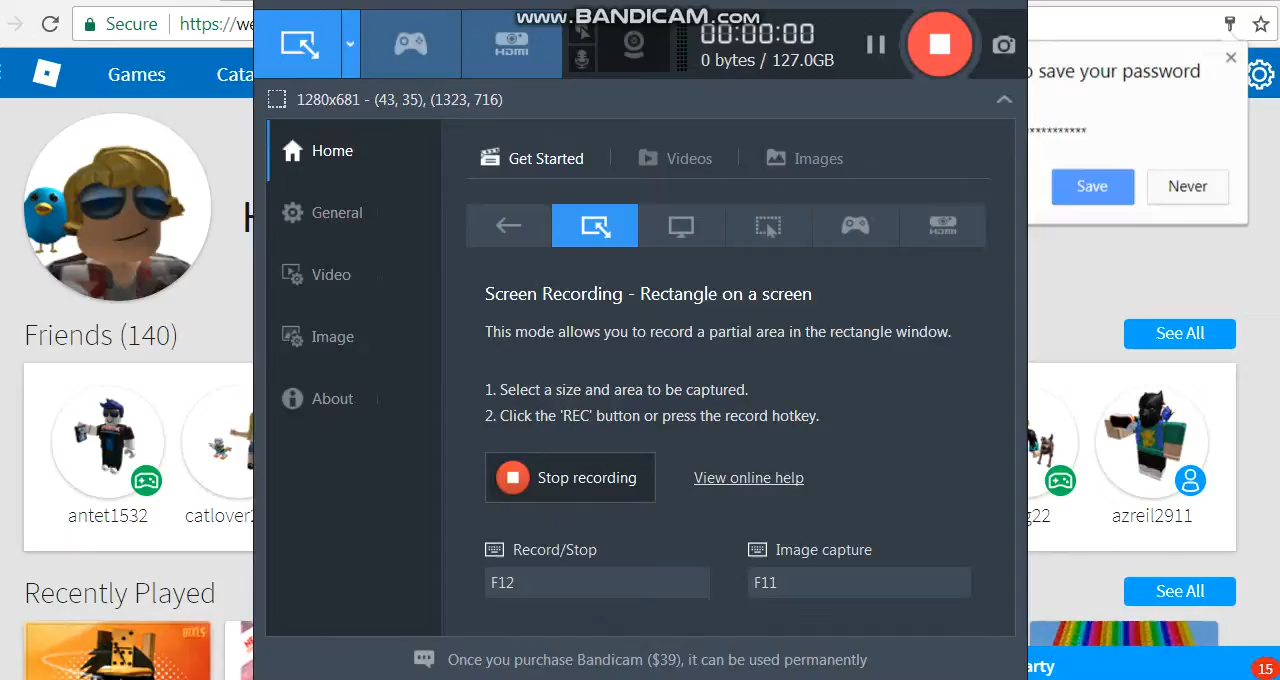 www.BANDICAM.com
Secure
https://we
00:00:00
0 bytes / 127.0GB
Games
Cata
1280x681 - (43, 35), (1323, 716)
o save your password
***********
Save
Never
Home
General
Video
Image
About
Get Started
Videos
Images
HDMI
Screen Recording - Rectangle on a screen
This mode allows you to record a partial area in the rectangle window.
1. Select a size and area to be captured.
2. Click the 'REC' button or press the record hotkey.
Stop recording
View online help
Record/Stop
Image capture
F12
F11
Friends (140)
See All
antet1532
catlover
g22
azreil2911
Recently Played
See All
Once you purchase Bandicam ($39), it can be used permanently
arty
15